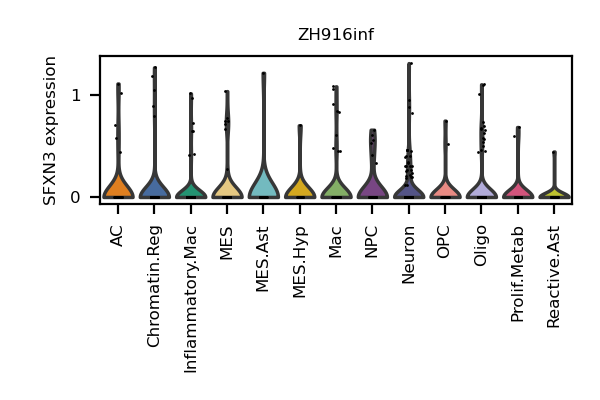 ZH916inf
SFXN3 expression
1
0
AC
Chromatin.Reg
Inflammatory.Mac
MES
MES.Ast
MES.Hyp
Mac
NPC
Neuron
OPC
Oligo
Prolif.Metab
Reactive.Ast